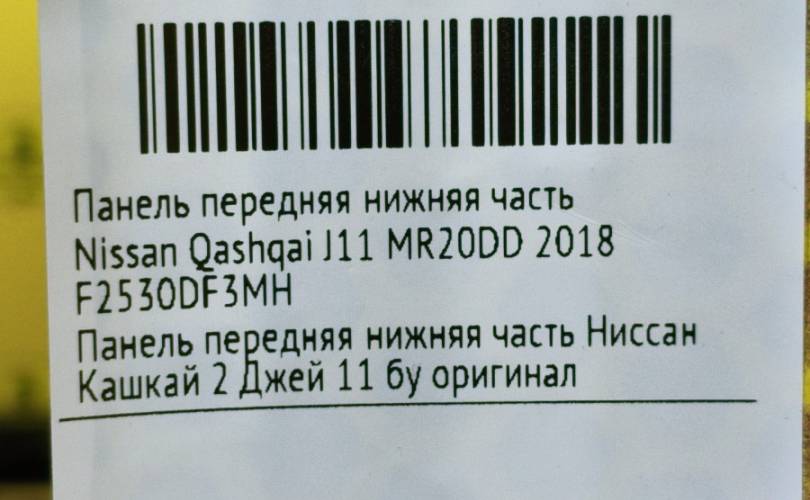 Панель передняя нижняя часть
Nissan Qashqai J11 MR20DD 2018
F2530DF3MH
Панель передняя нижняя часть Ниссан
Кашкай 2 Джей 11 бу оригинал